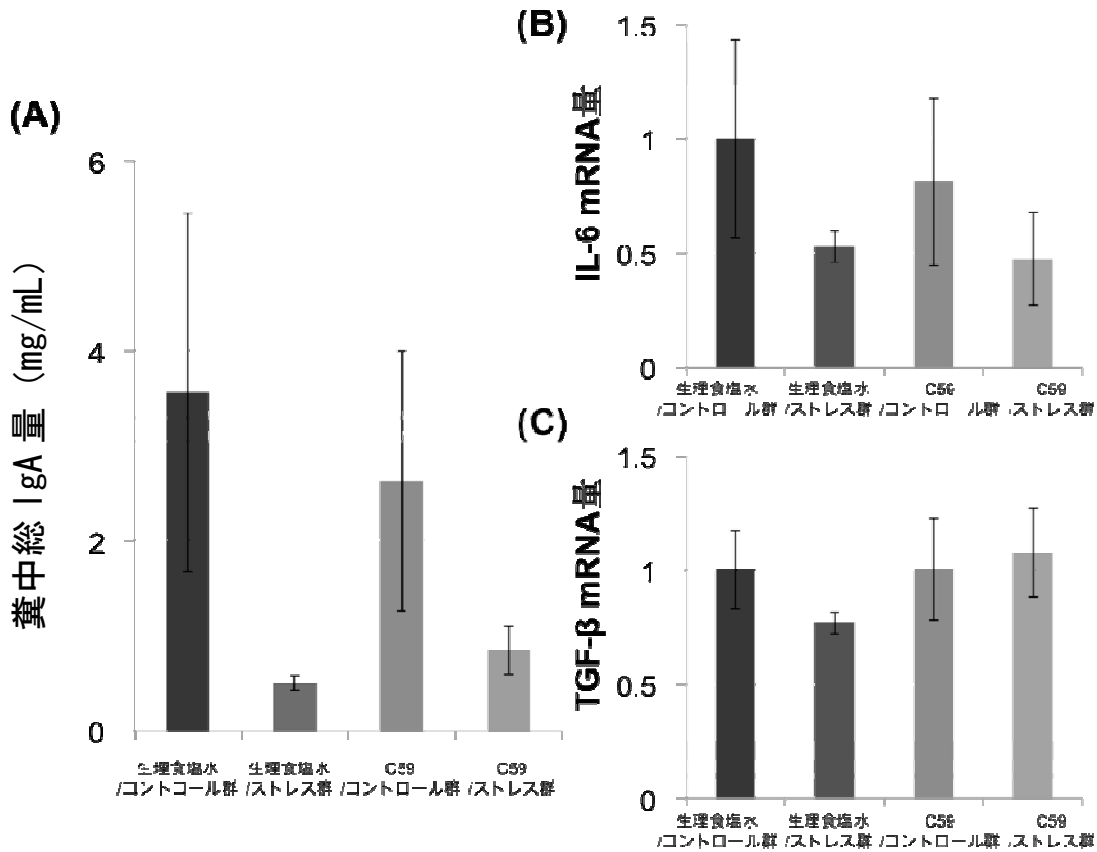 (A)
糞中総 IgA 量 (mg/mL)
6
4
2
0
生理食塩水
/コントコール群
生理食塩水
/ストレス群
C59
/コントロール群
C59
/ストレス群
(B)
IL-6 mRNA量
1.5
1
0.5
0
生理食塩水
/コントロ ール群
生理食塩水
/ストレス群
C59
/コントロ ール群
C59
/ストレス群
(C)
TGF-β mRNA量
1.5
1
0.5
0
生理食塩水
/コントロール群
生理食塩水
/ストレス群
C59
/コントロール群
C59
/ストレス群